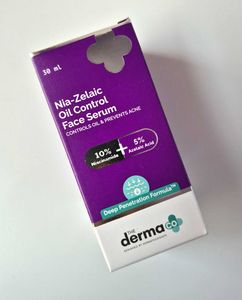 30 ml
Nia-Zelaic
Oil Control
Face Serum
CONTROLS OIL & PREVENTS ACNE
10%
Niacinamide
+
5%
Azelaic Acid
Deep Penetration Formula™
THE
derma co